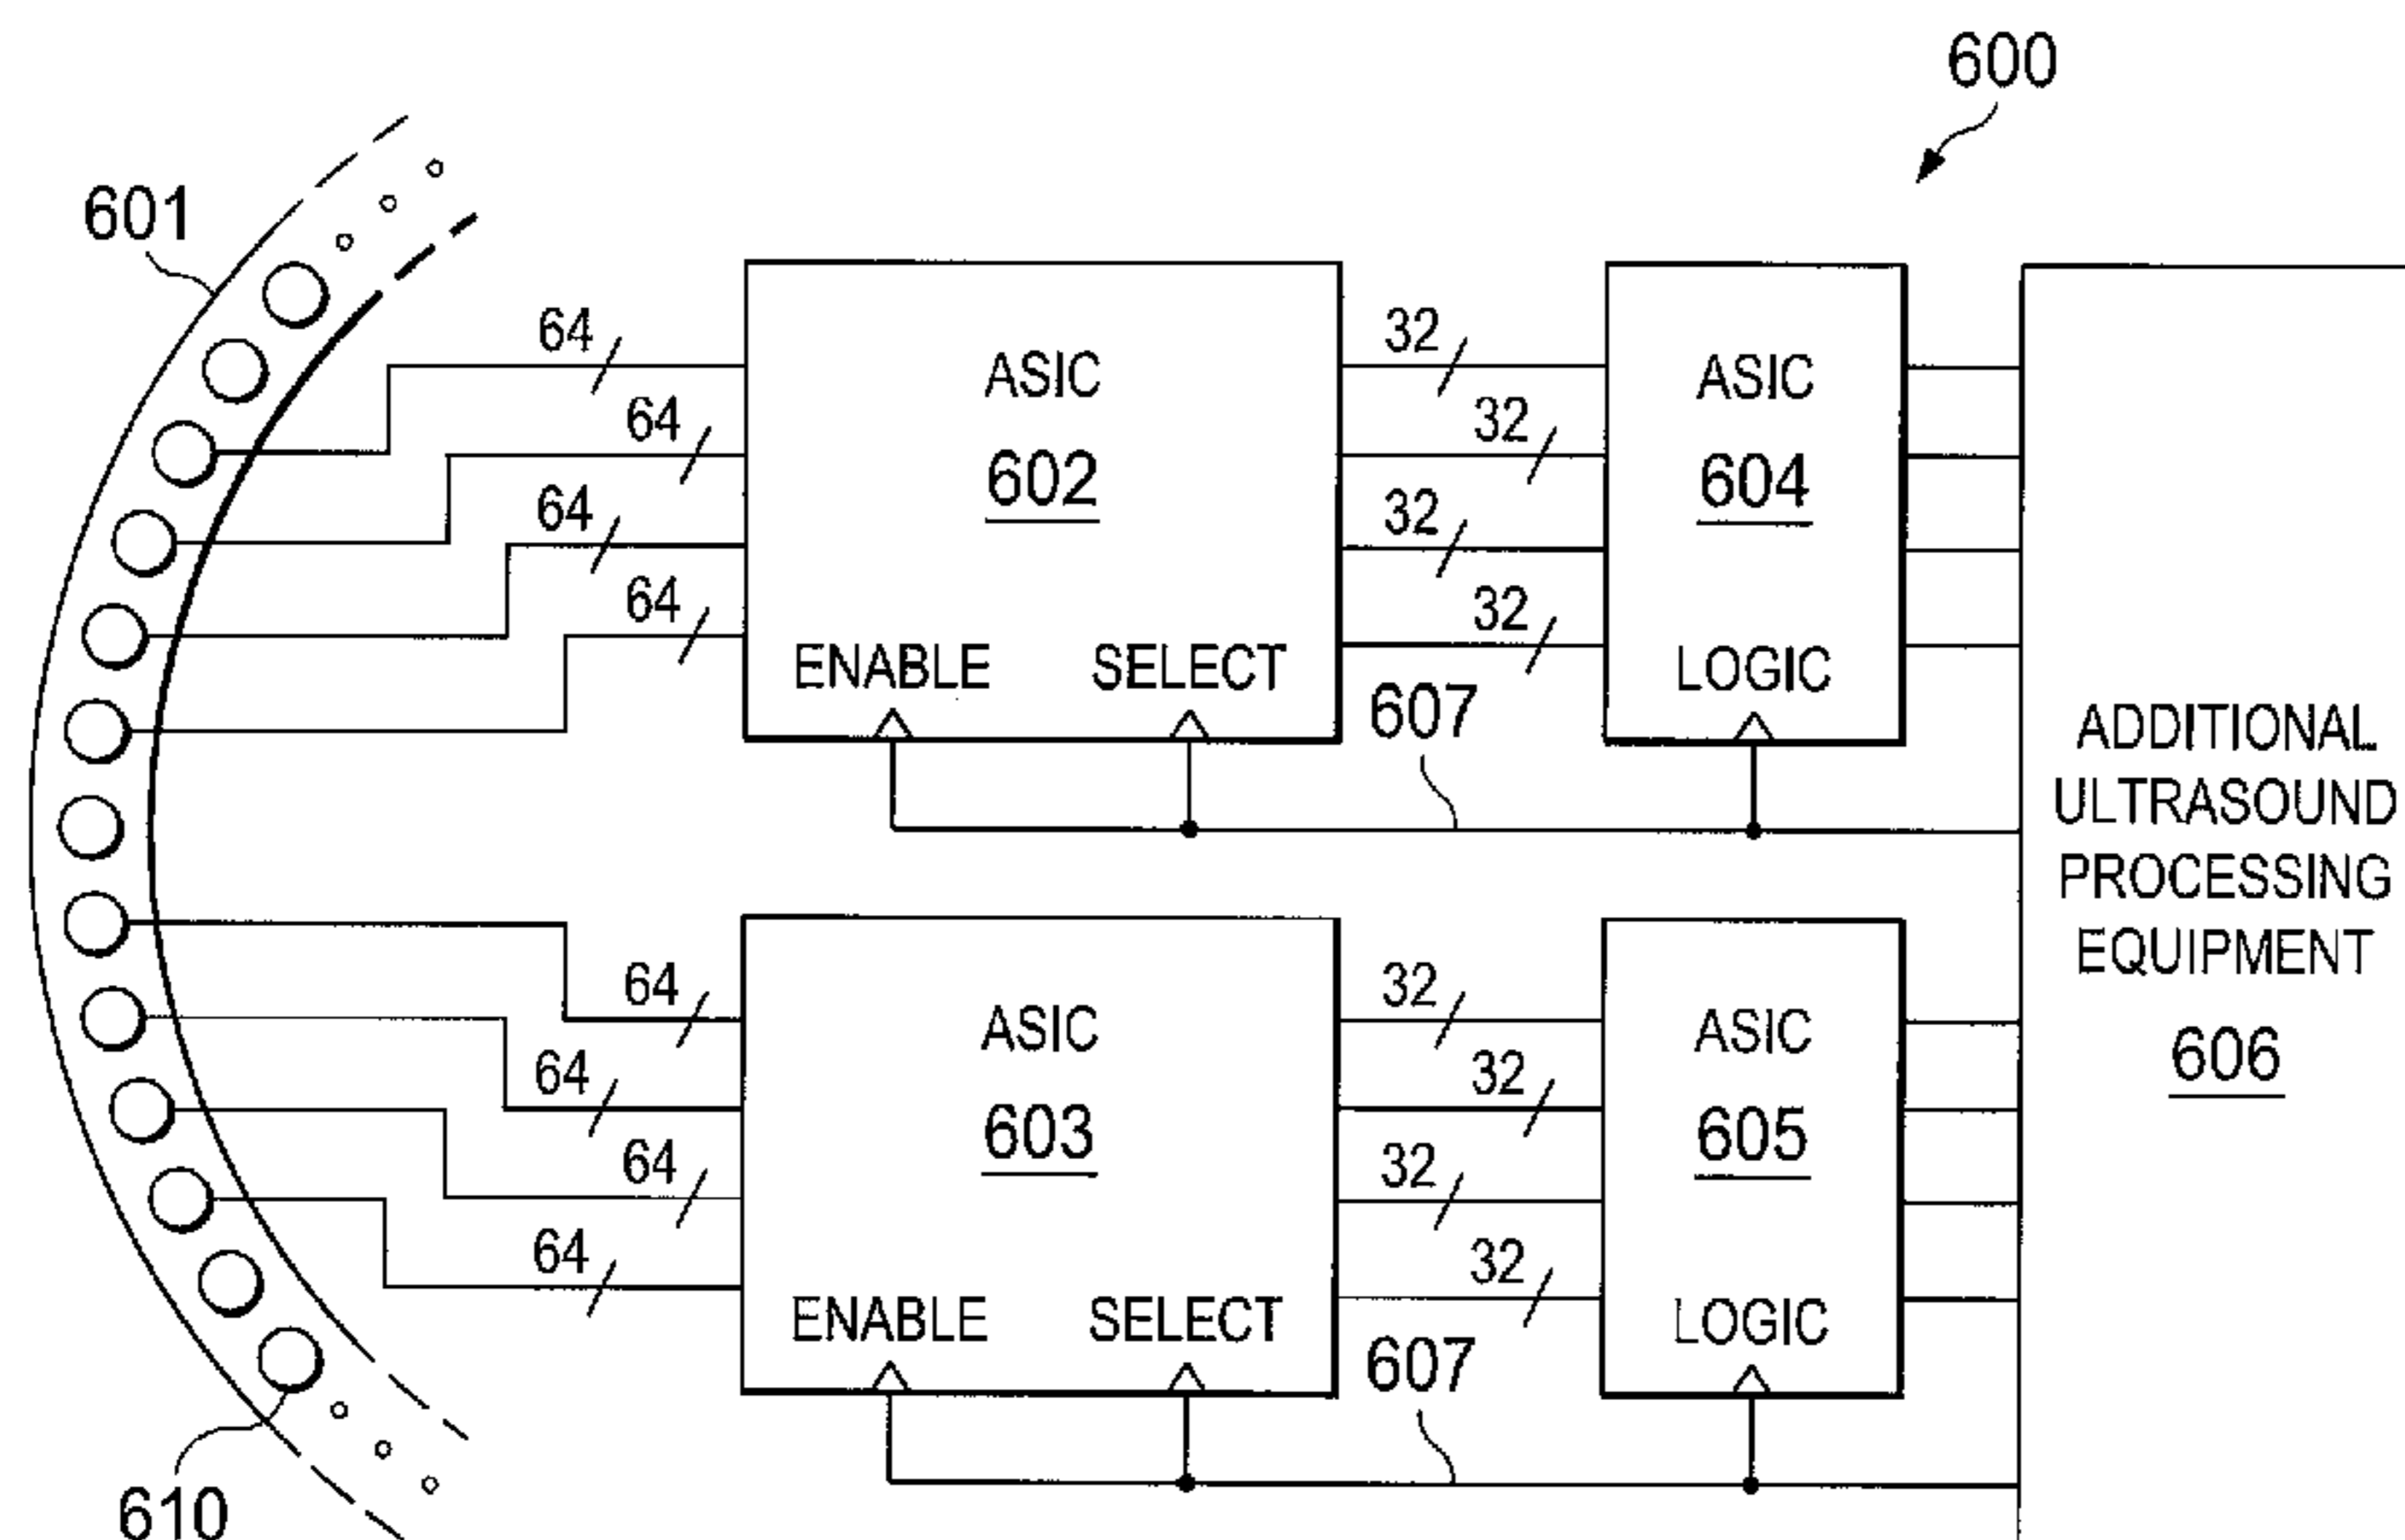 600
601
64
64
64
64
ASIC
602
ENABLE SELECT
32
32
32
32
ASIC
604
LOGIC
607
64
64
64
64
ASIC
603
ENABLE SELECT
32
32
32
32
ASIC
605
LOGIC
607
ADDITIONAL
ULTRASOUND
PROCESSING
EQUIPMENT
606
610